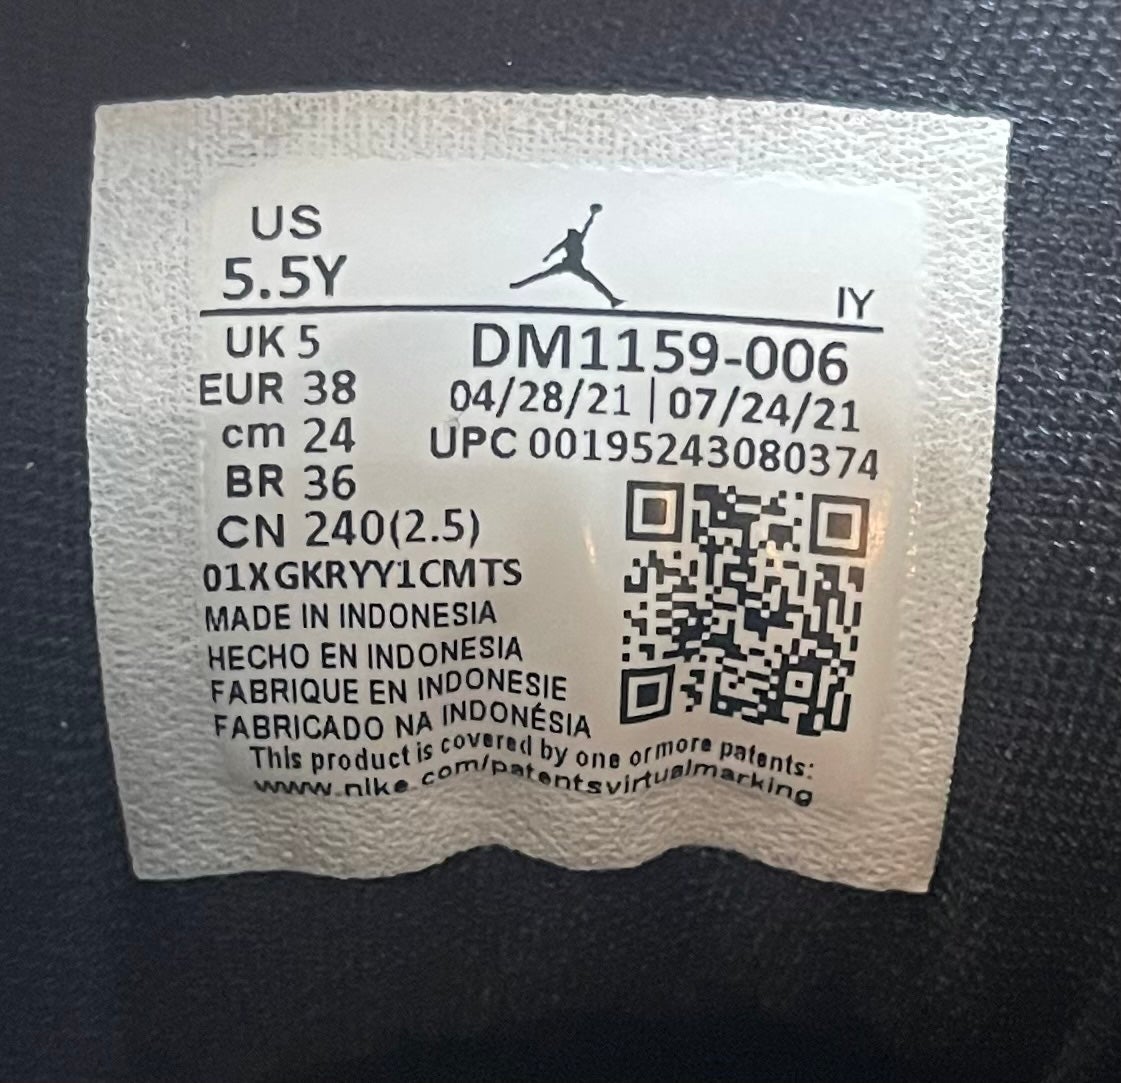 US
5.5Y
IY
UK 5
EUR 38
cm 24
BR 36
CN 240(2.5)
DM1159-006
04/28/21 | 07/24/21
UPC 00195243080374
01XGKRYY1CMTS
MADE IN INDONESIA
HECHO EN INDONESIA
FABRIQUE EN INDONESIE
FABRICADO NA INDONÉSIA
This product is covered by one or more patents:
www.nike.com/patentsvirtualmarking